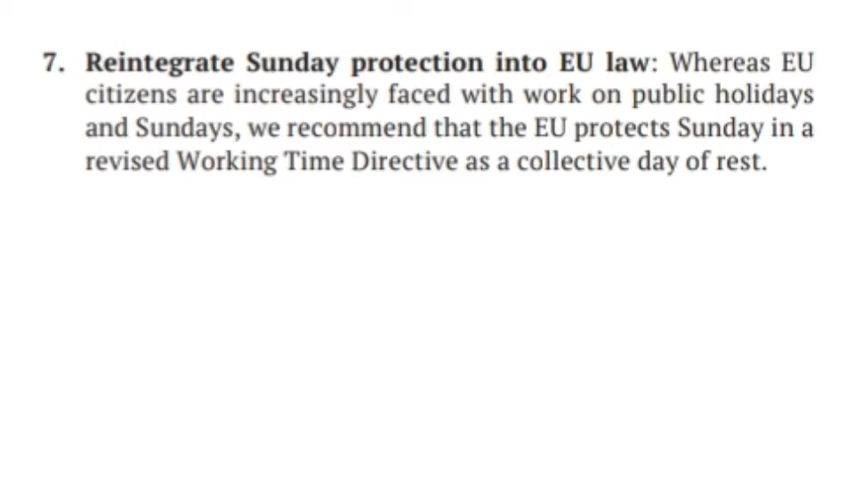 7. Reintegrate Sunday protection into EU law: Whereas EU
citizens are increasingly faced with work on public holidays
and Sundays, we recommend that the EU protects Sunday in a
revised Working Time Directive as a collective day of rest.